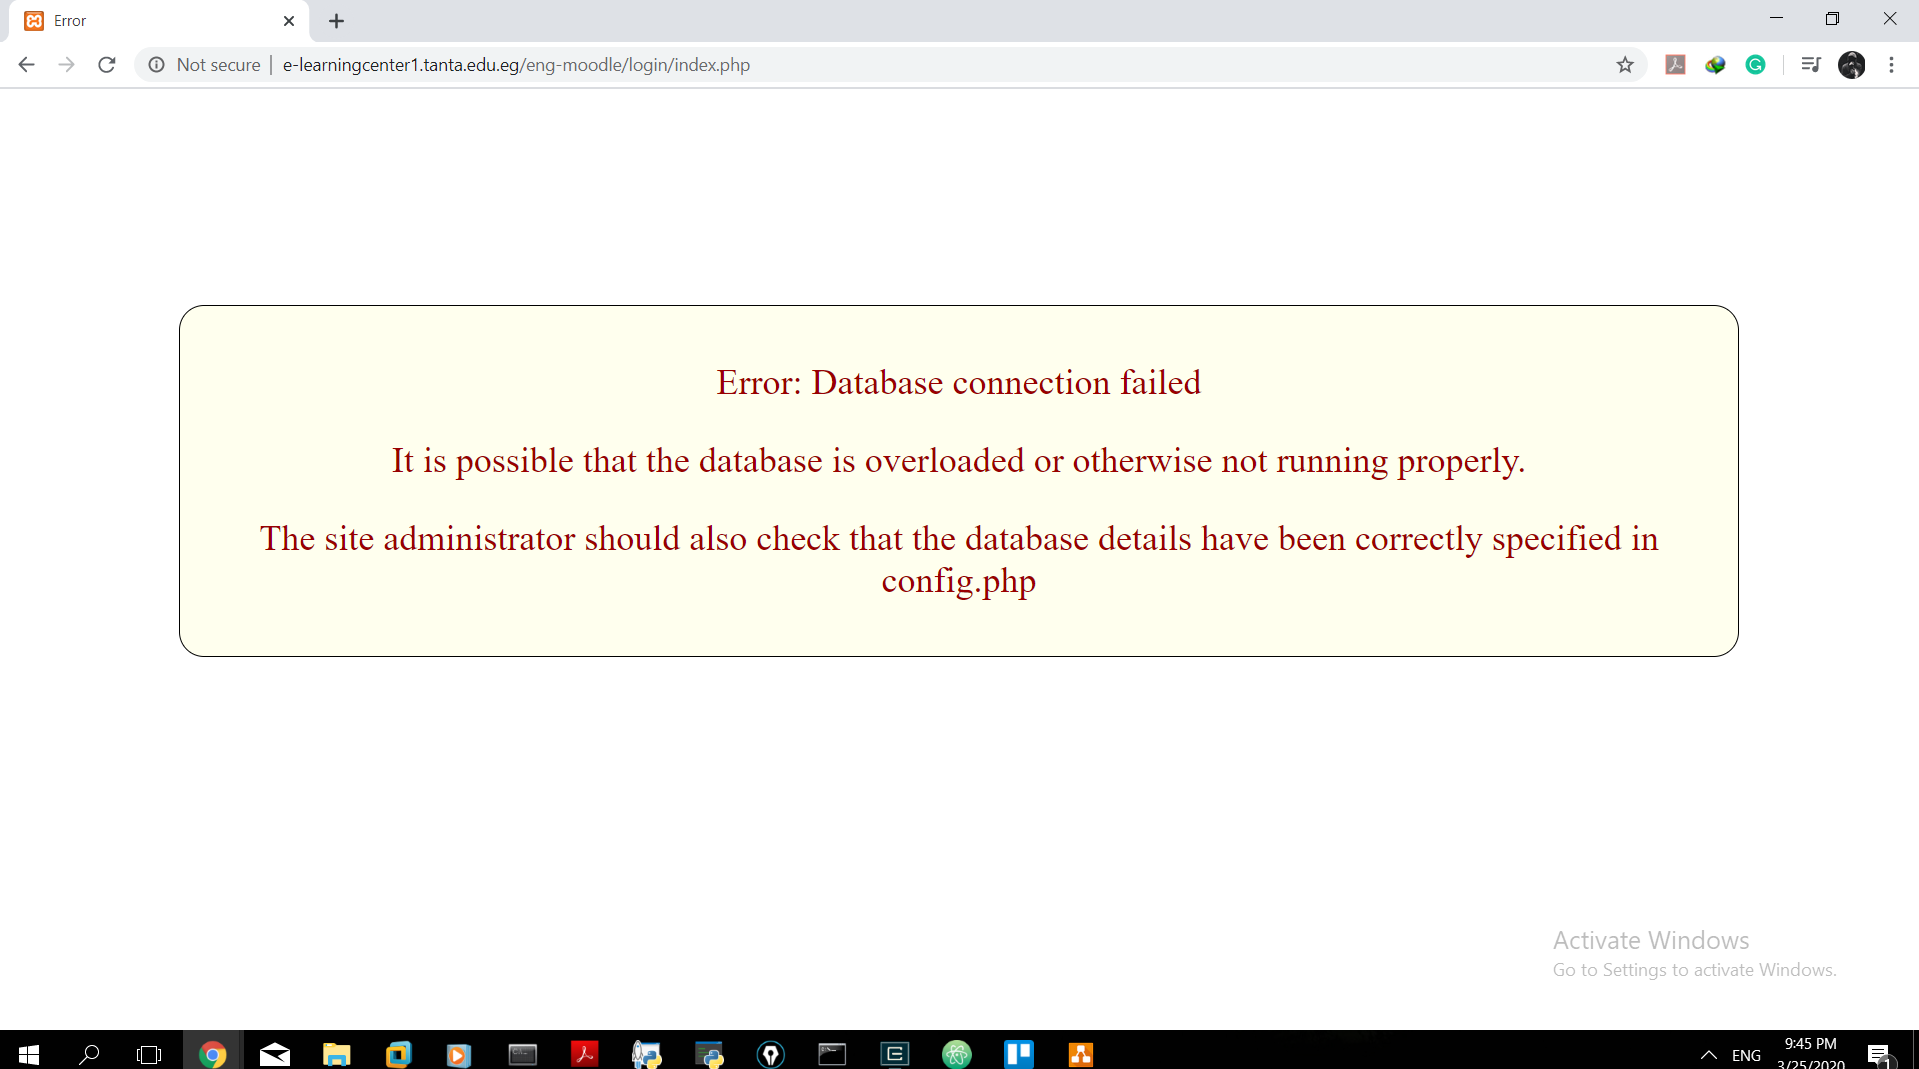 Error
Not secure | e-learningcenter1.tanta.edu.eg/eng-moodle/login/index.php
Error: Database connection failed
It is possible that the database is overloaded or otherwise not running properly.
The site administrator should also check that the database details have been correctly specified in
config.php
Activate Windows
Go to Settings to activate Windows.
9:45 PM
ENG
3/25/2020
1